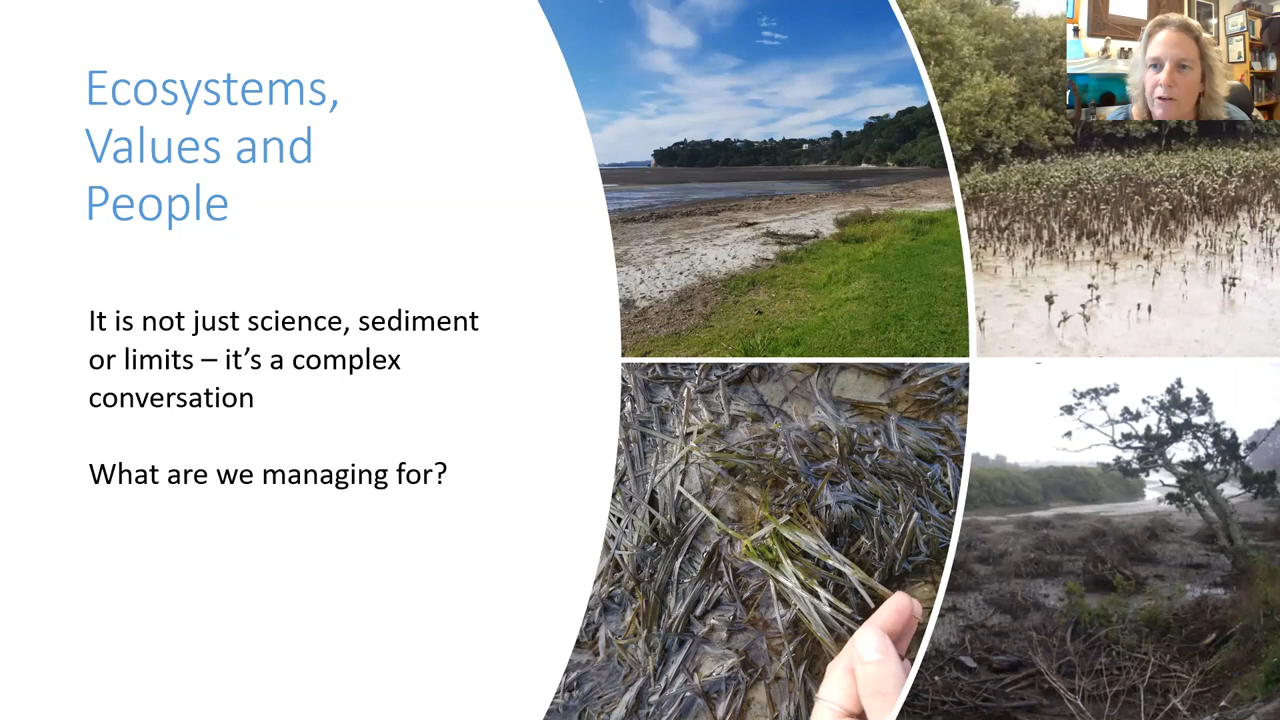 Ecosystems,
Values and
People
It is not just science, sediment
or limits – it’s a complex
conversation
What are we managing for?